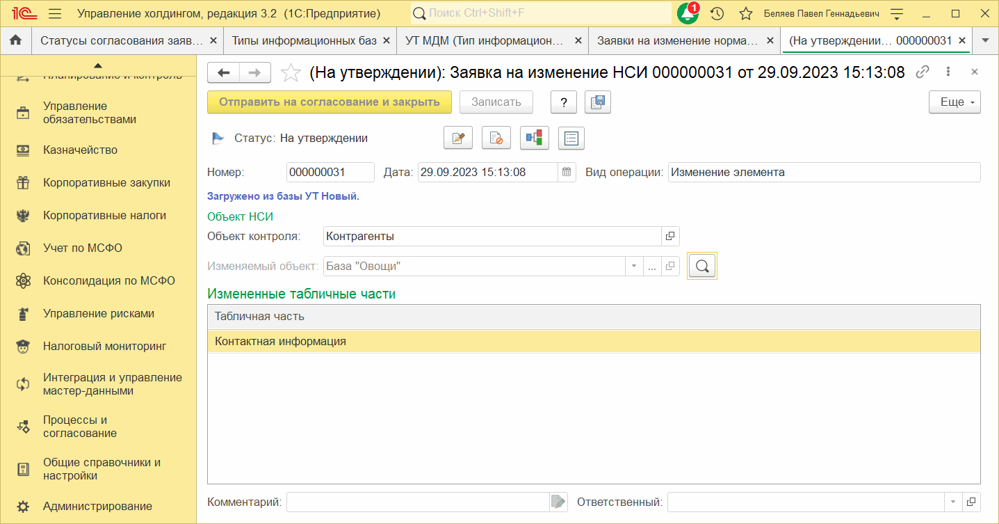 1С Управление холдингом, редакция 3.2 (1С:Предприятие) Поиск Ctrl+Shift+F 1 Беляев Павел Геннадьевич
Статусы согласования заяв... Типы информационных баз УТ МДМ (Тип информацион... Заявки на изменение норма... (На утверждении... 000000031
Планирование и контроль
Управление
обязательствами
Казначейство
Корпоративные закупки
Корпоративные налоги
Учет по МСФО
Консолидация по МСФО
Управление рисками
Налоговый мониторинг
Интеграция и управление
мастер-данными
Процессы и
согласование
Общие справочники и
настройки
Администрирование
(На утверждении): Заявка на изменение НСИ 000000031 от 29.09.2023 15:13:08
Отправить на согласование и закрыть Записать ? Еще
Статус: На утверждении
Номер: 000000031 Дата: 29.09.2023 15:13:08 Вид операции: Изменение элемента
Загружено из базы УТ Новый.
Объект НСИ
Объект контроля: Контрагенты
Изменяемый объект: База "Овощи" ...
Измененные табличные части
Табличная часть
Контактная информация
Комментарий: Ответственный: